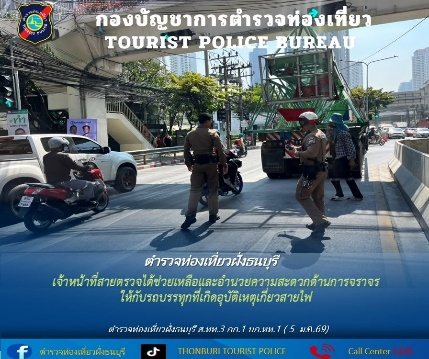 กองบัญชาการตำรวจท่องเที่ยว
TOURIST POLICE BUREAU
ตำรวจท่องเที่ยวฝั่งธนบุรี
เจ้าหน้าที่สายตรวจได้ช่วยเหลือและอำนวยความสะดวกด้านการจราจร
ให้กับรถบรรทุกที่เกิดอุบัติเหตุเกี่ยวสายไฟ
ตำรวจท่องเที่ยวฝั่งธนบุรี ส.ทท.3 กก.1 บก.ทท.1 ( 5 ม.ค.69)
ตำรวจท่องเที่ยวฝั่งธนบุรี
THONBURI TOURIST POLICE
Call Center